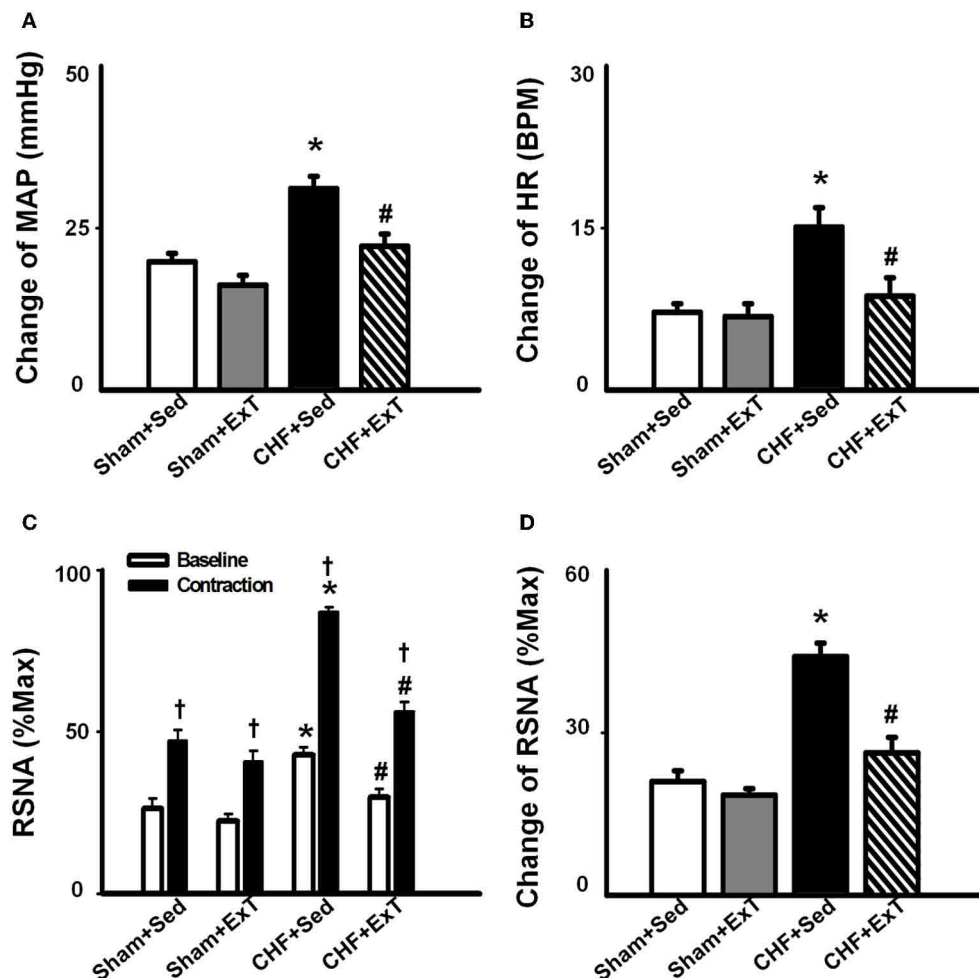 A
Change of MAP (mmHg)
50
25
0
*
#
Sham+Sed
Sham+ExT
CHF+Sed
CHF+ExT
B
Change of HR (BPM)
30
15
0
*
#
Sham+Sed
Sham+ExT
CHF+Sed
CHF+ExT
C
RSNA (%Max)
Baseline
Contraction
100
50
0
†
†
*
†
*
#
†
#
Sham+Sed
Sham+ExT
CHF+Sed
CHF+ExT
D
Change of RSNA (%Max)
60
30
0
*
#
Sham+Sed
Sham+ExT
CHF+Sed
CHF+ExT